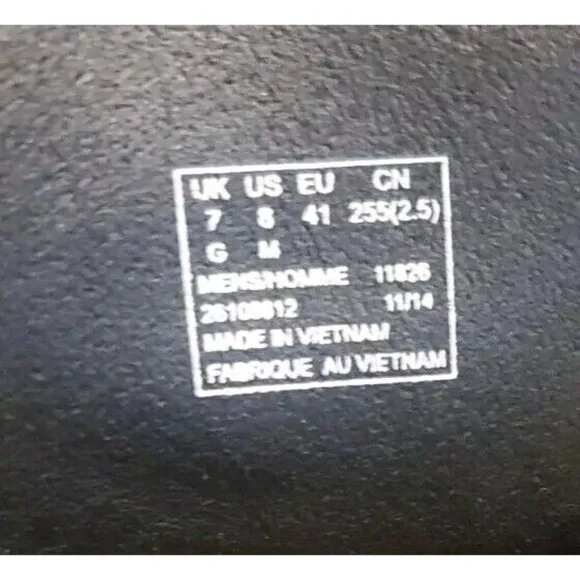 UK US EU CN
7 8 41 255(2.5)
G M
MENS/HOMME 11826
26108012 11/14
MADE IN VIETNAM
FABRIQUE AU VIETNAM